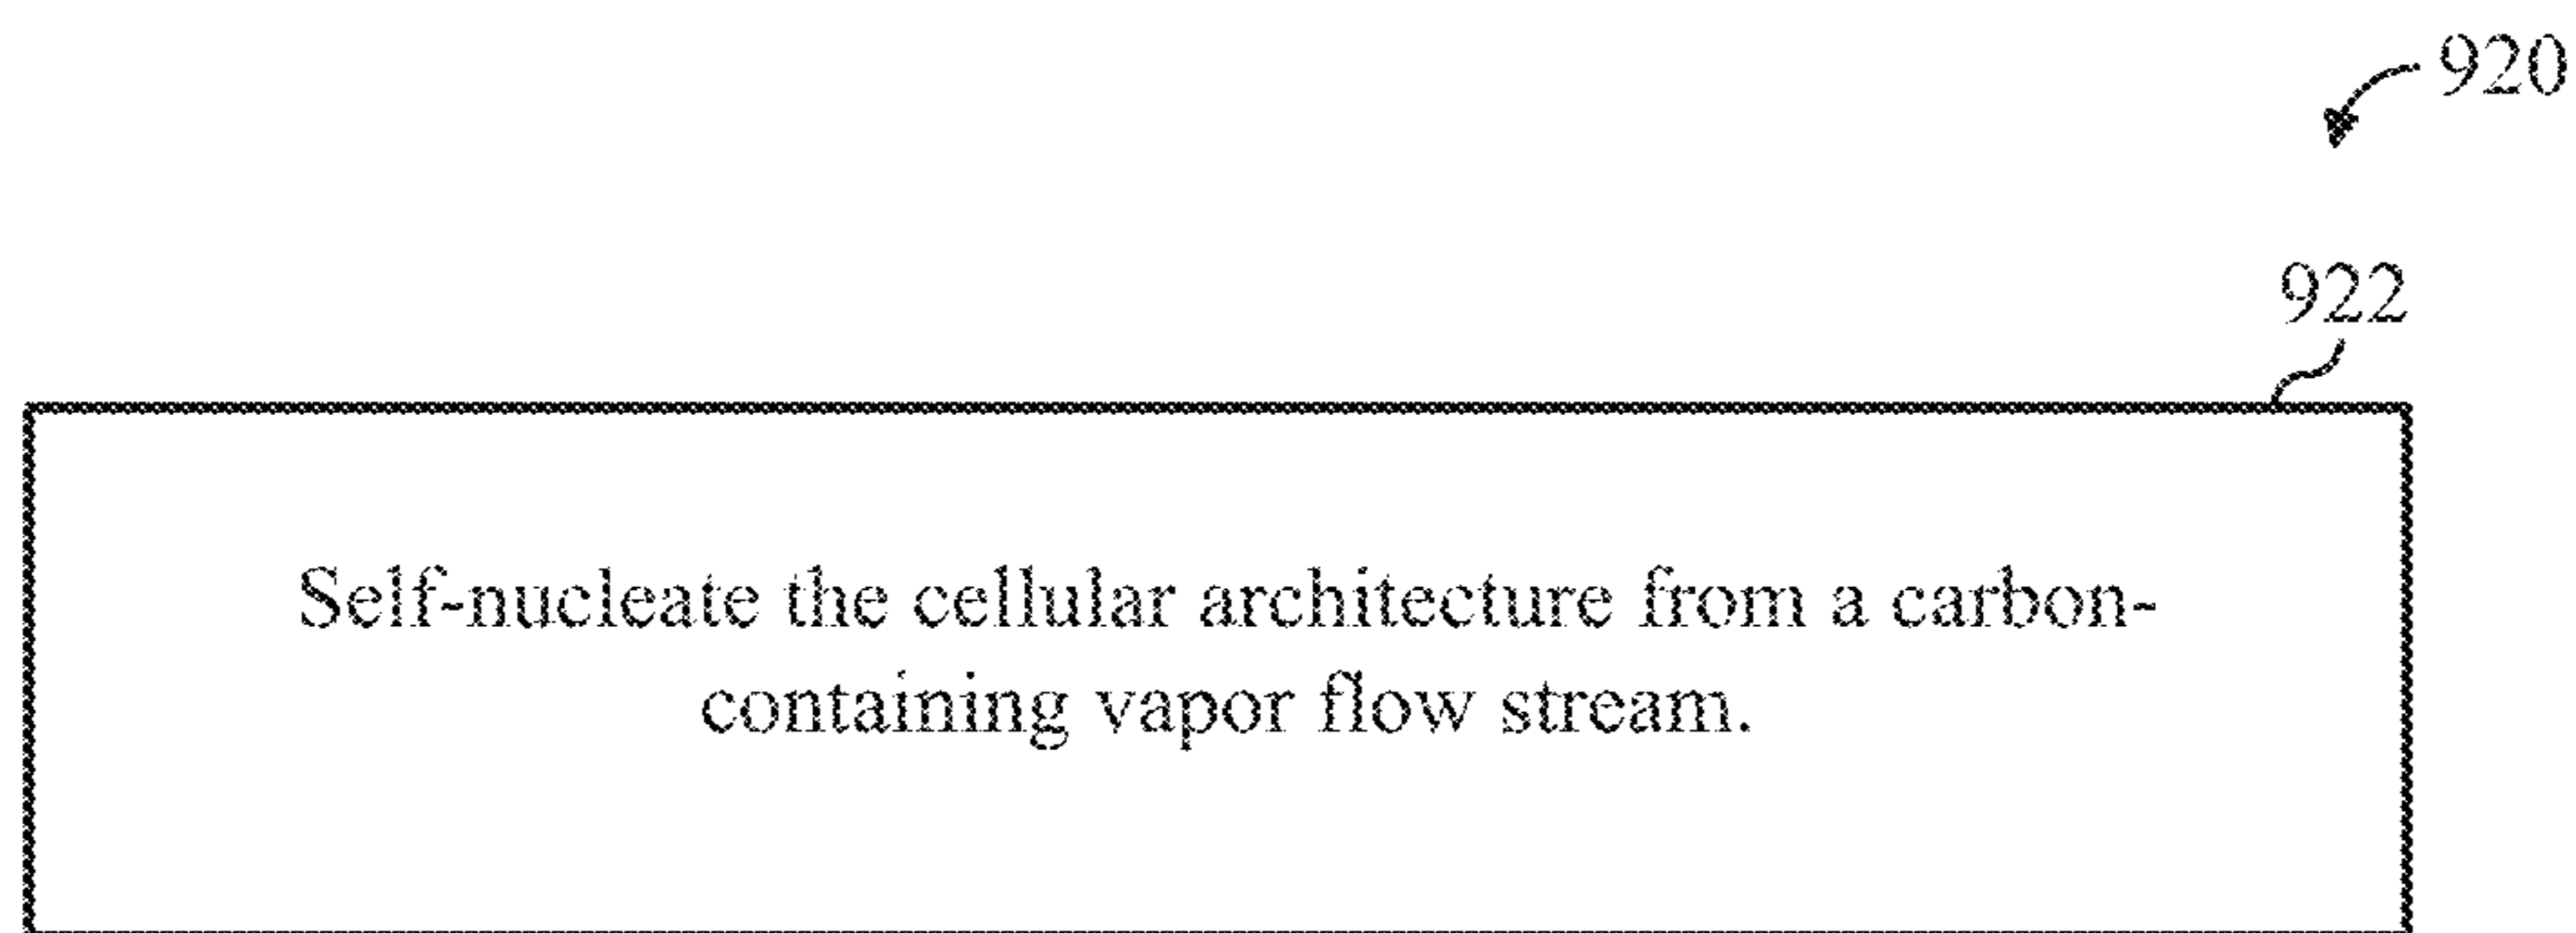 920
922
Self-nucleate the cellular architecture from a carbon-
containing vapor flow stream.